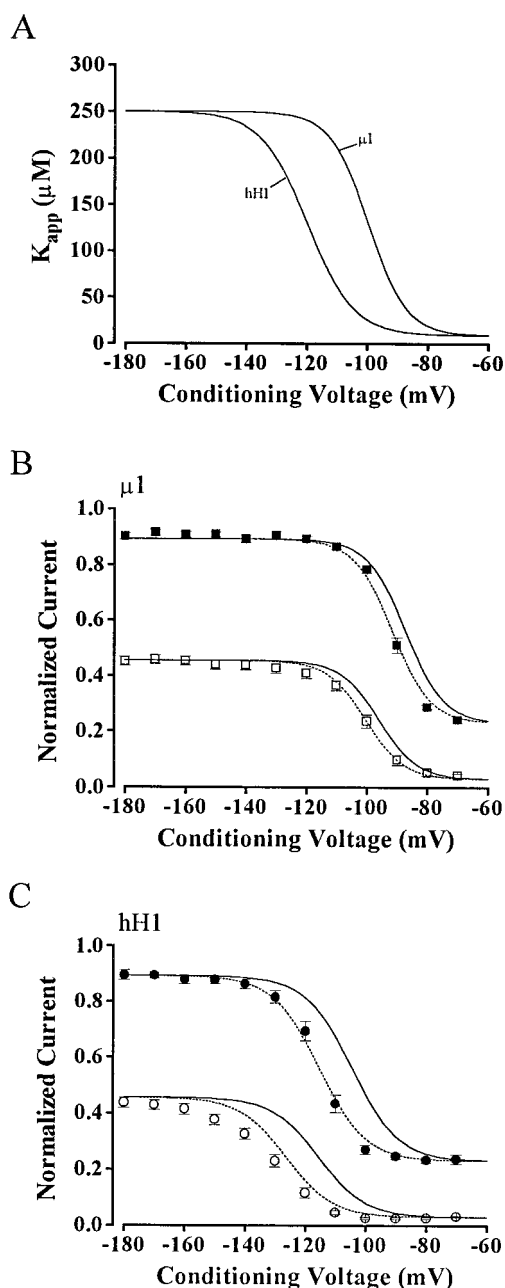 A
300
250
200
150
100
50
0
K_app (μM)
μI
hHI
-180 -160 -140 -120 -100 -80 -60
Conditioning Voltage (mV)
B
μ1
1.0
0.8
0.6
0.4
0.2
0.0
Normalized Current
-180 -160 -140 -120 -100 -80 -60
Conditioning Voltage (mV)
C
hH1
1.0
0.8
0.6
0.4
0.2
0.0
Normalized Current
-180 -160 -140 -120 -100 -80 -60
Conditioning Voltage (mV)